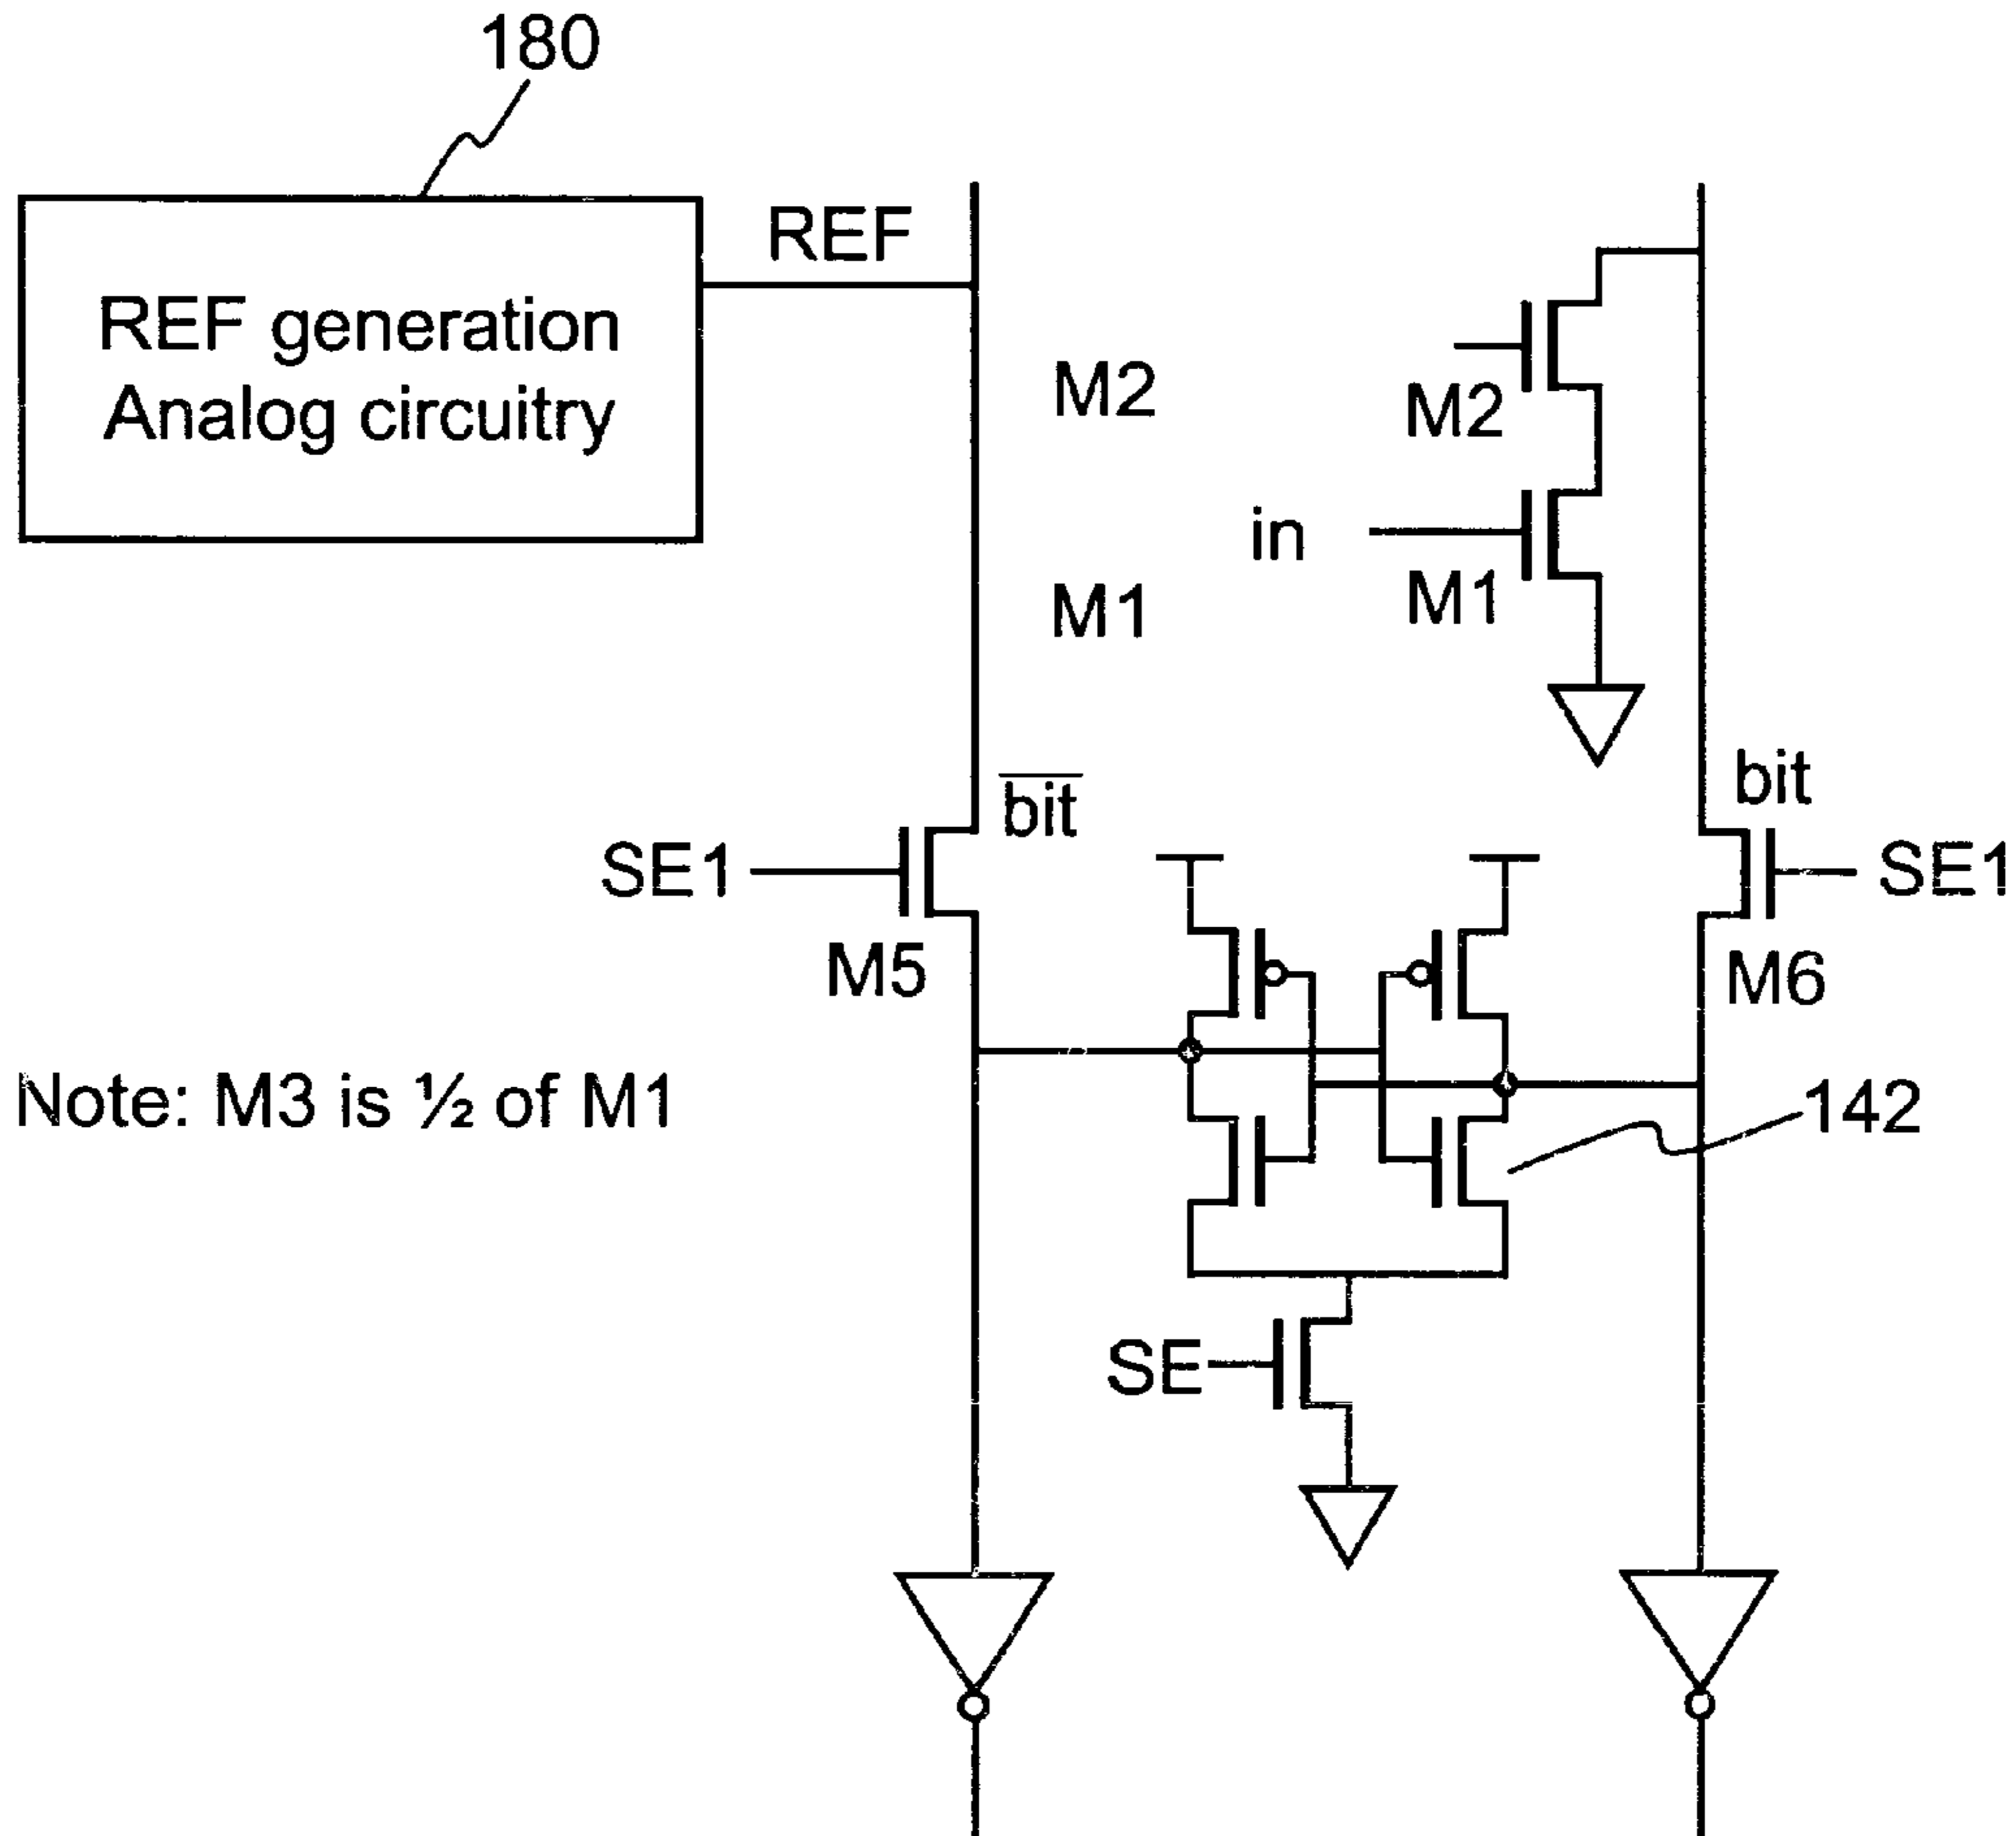 180
REF
REF generation
Analog circuitry
M2
M2
in
M1
M1
bit
bit
SE1
SE1
M5
M6
Note: M3 is ½ of M1
142
SE